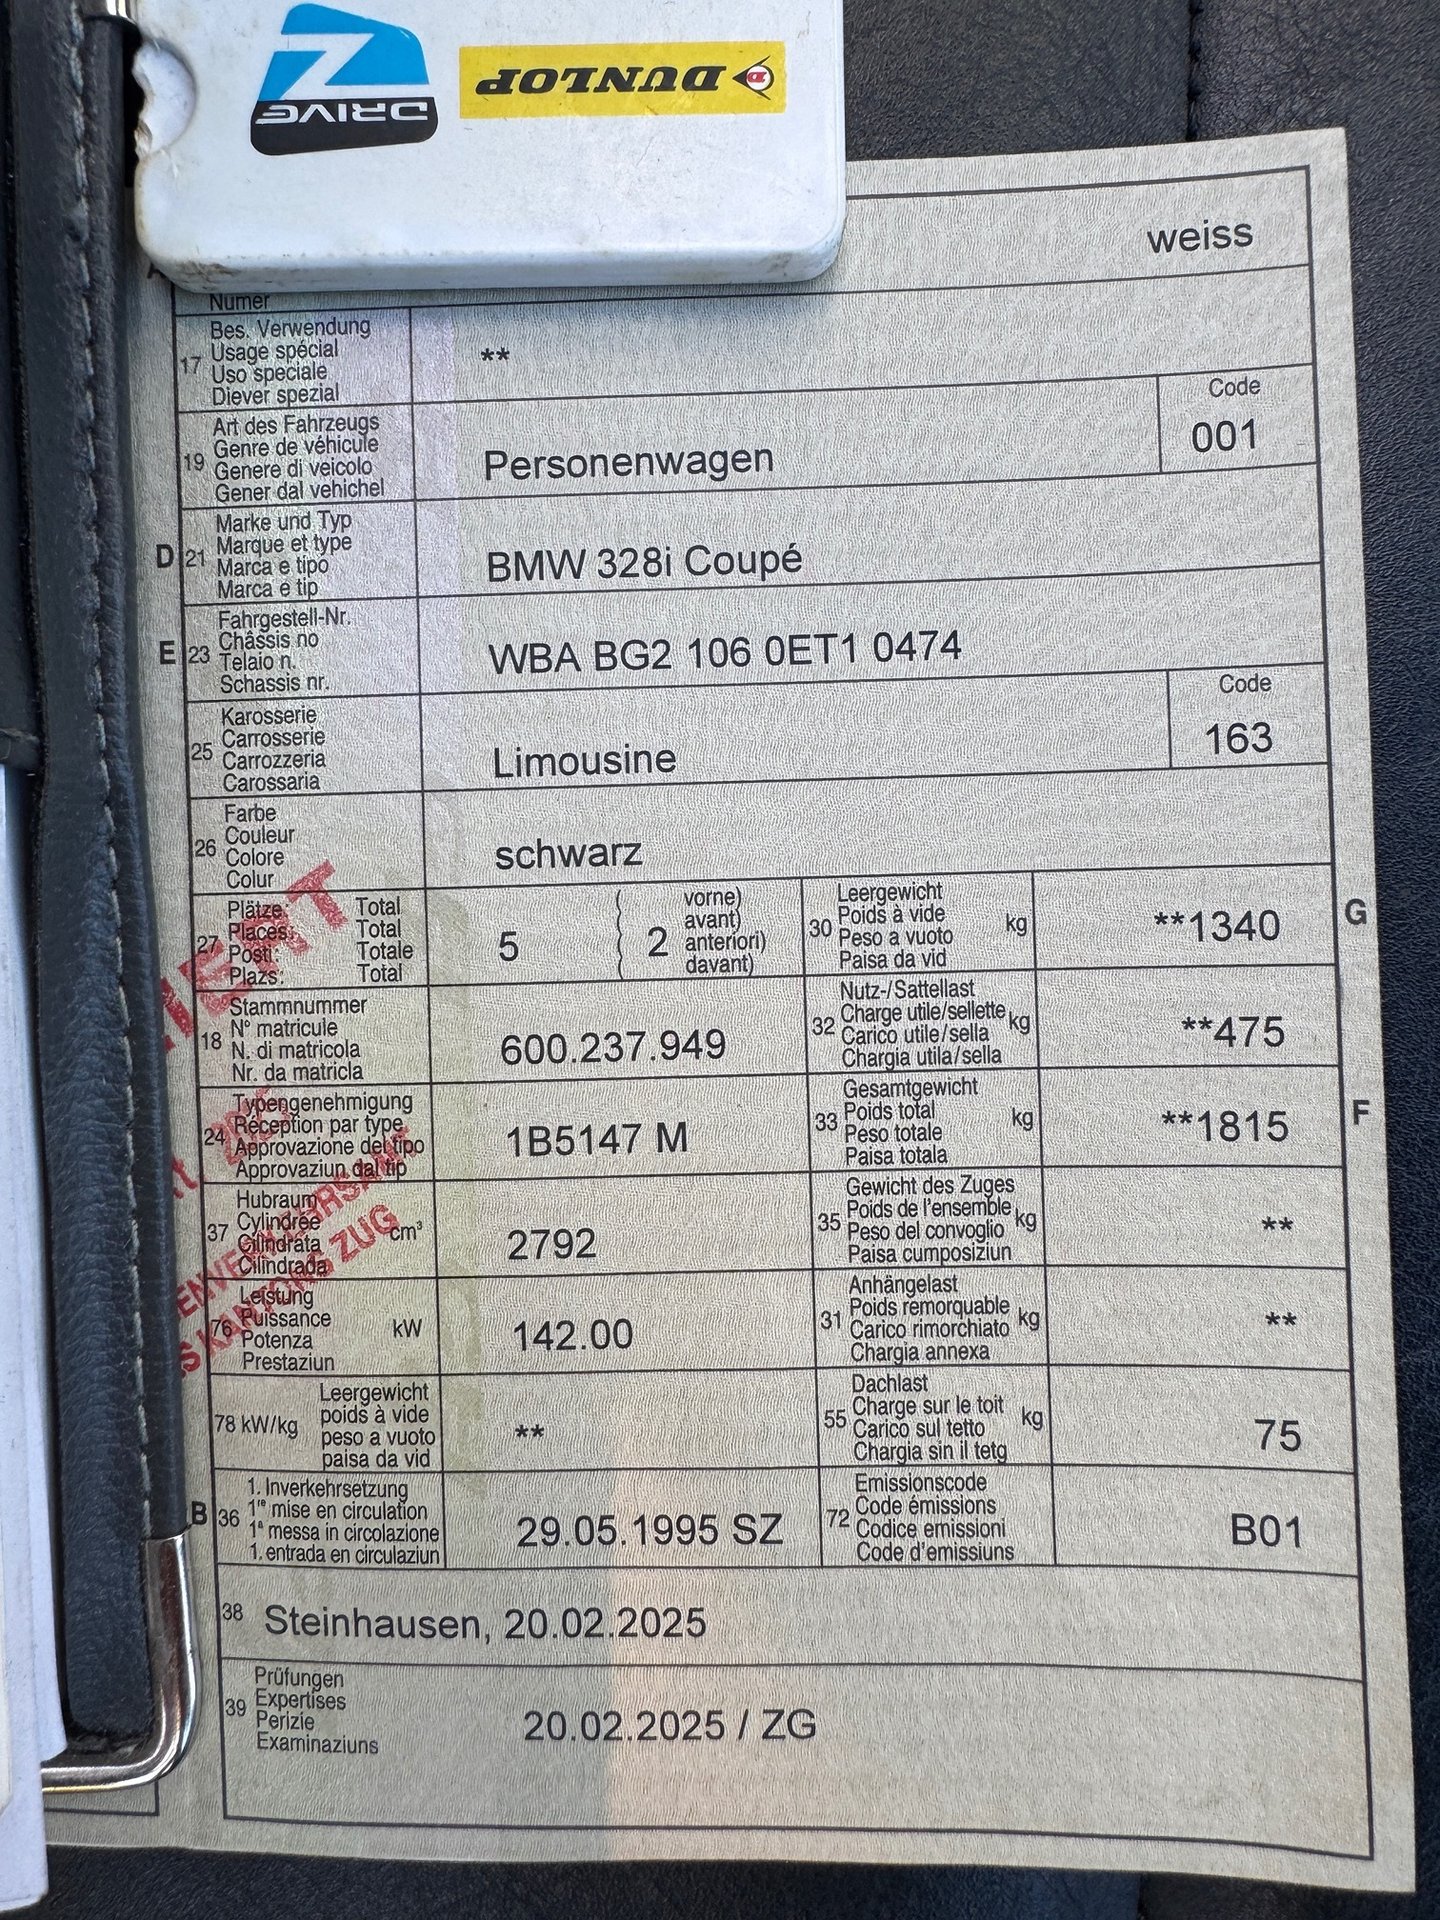 DRIVE
DUNLOP
weiss
Numer
17 Bes. Verwendung
Usage spécial
Uso speciale
Diever spezial
**
19 Art des Fahrzeugs
Genre de véhicule
Genere di veicolo
Gener dal vehichel
Personenwagen
Code
001
D 21 Marke und Typ
Marque et type
Marca e tipo
Marca e tip
BMW 328i Coupé
E 23 Fahrgestell-Nr.
Châssis no
Telaio n.
Schassis nr.
WBA BG2 106 0ET1 0474
25 Karosserie
Carrosserie
Carrozzeria
Carossaria
Limousine
Code
163
26 Farbe
Couleur
Colore
Colur
schwarz
27 Plätze: Total
Places: Total
Posti: Totale
Plazs: Total
5
2
vorne)
avant)
anteriori)
davant)
30 Leergewicht
Poids à vide
Peso a vuoto
Paisa da vid
kg
**1340
G
18 Stammnummer
N° matricule
N. di matricola
Nr. da matricla
600.237.949
32 Nutz-/Sattellast
Charge utile/sellette
Carico utile/sella
Chargia utila/sella
kg
**475
24 Typengenehmigung
Réception par type
Approvazione del tipo
Approvaziun dal tip
1B5147 M
33 Gesamtgewicht
Poids total
Peso totale
Paisa totala
kg
**1815
F
37 Hubraum
Cylindrée
Cilindrata
Cilindrada
cm³
2792
35 Gewicht des Zuges
Poids de l'ensemble
Peso del convoglio
Paisa cumposiziun
kg
**
76 Leistung
Puissance
Potenza
Prestaziun
kW
142.00
31 Anhängelast
Poids remorquable
Carico rimorchiato
Chargia annexa
kg
**
78 kW/kg
Leergewicht
poids à vide
peso a vuoto
paisa da vid
**
55 Dachlast
Charge sur le toit
Carico sul tetto
Chargia sin il tetg
kg
75
B 36 1. Inverkehrsetzung
1re mise en circulation
1a messa in circolazione
1. entrada en circulaziun
29.05.1995 SZ
72 Emissionscode
Code émissions
Codice emissioni
Code d'emissiuns
B01
38 Steinhausen, 20.02.2025
39 Prüfungen
Expertises
Perizie
Examinaziuns
20.02.2025 / ZG
KANTONS ZUG